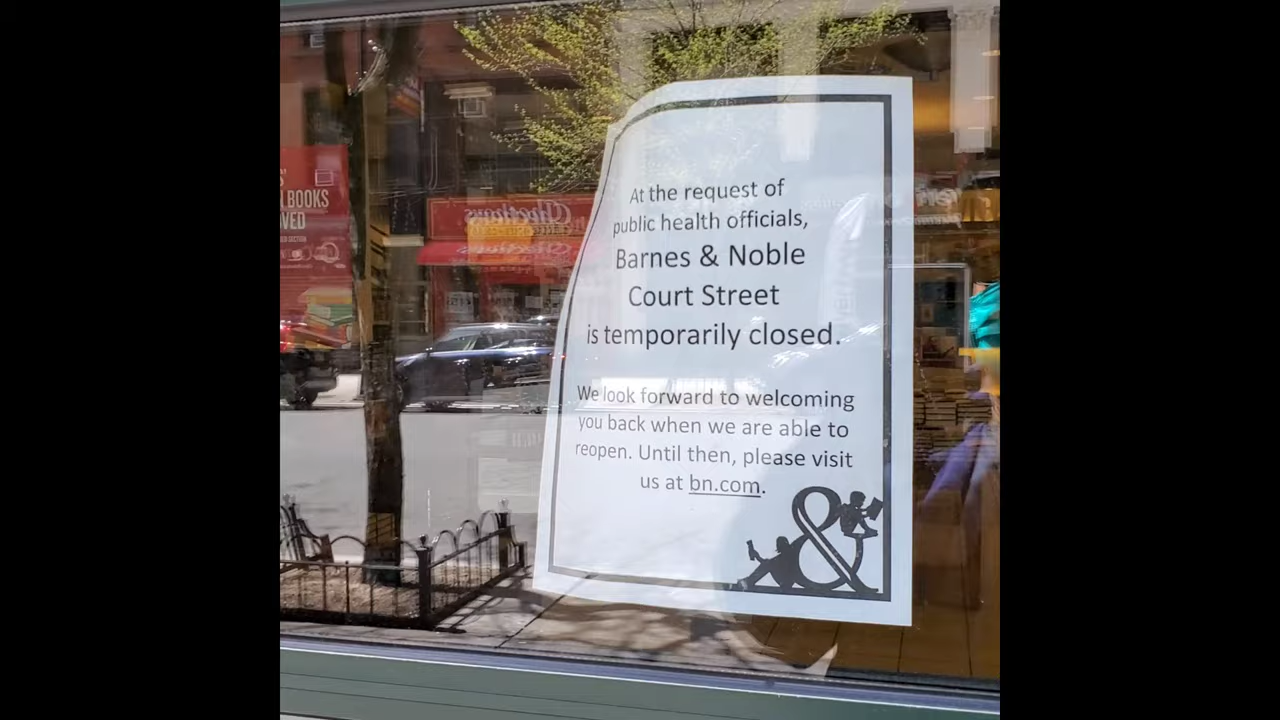 BOOKS
At the request of
public health officials,
Barnes & Noble
Court Street
is temporarily closed.
We look forward to welcoming
you back when we are able to
reopen. Until then, please visit
us at bn.com.
&